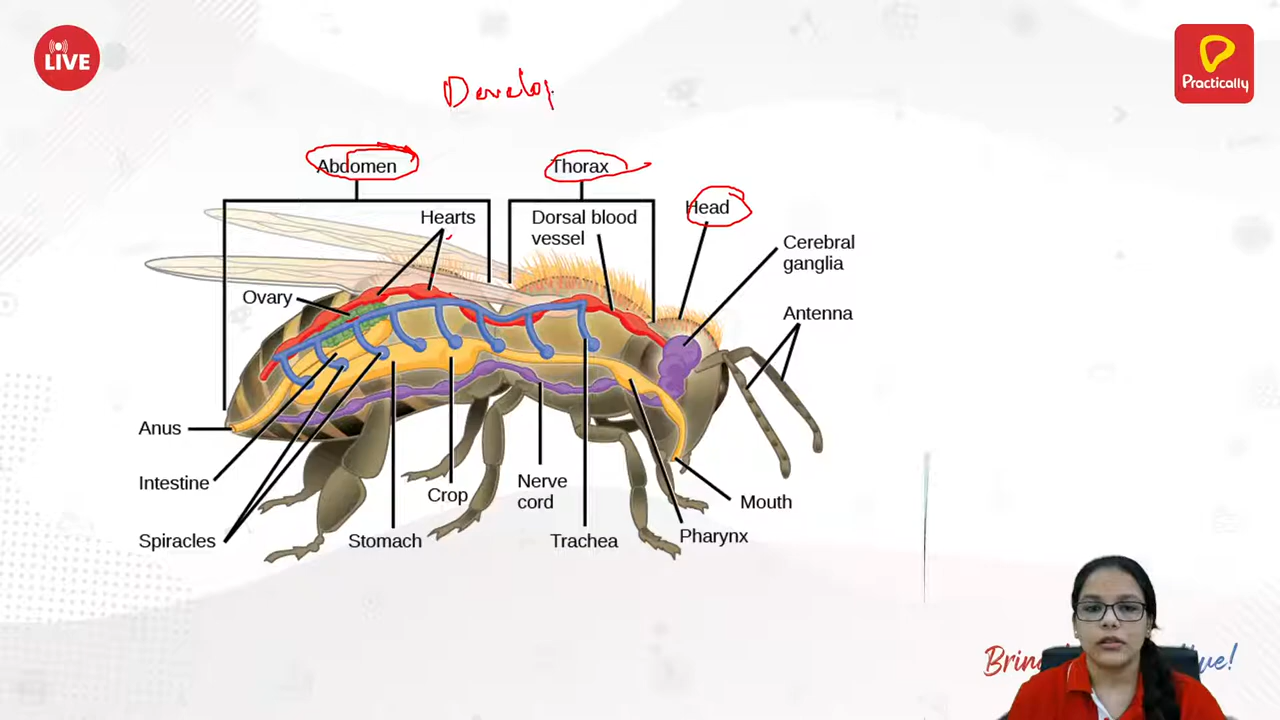 LIVE
Practically
Develop
Abdomen
Thorax
Head
Hearts
Dorsal blood
vessel
Cerebral
ganglia
Ovary
Antenna
Anus
Intestine
Crop
Nerve
cord
Mouth
Spiracles
Stomach
Trachea
Pharynx